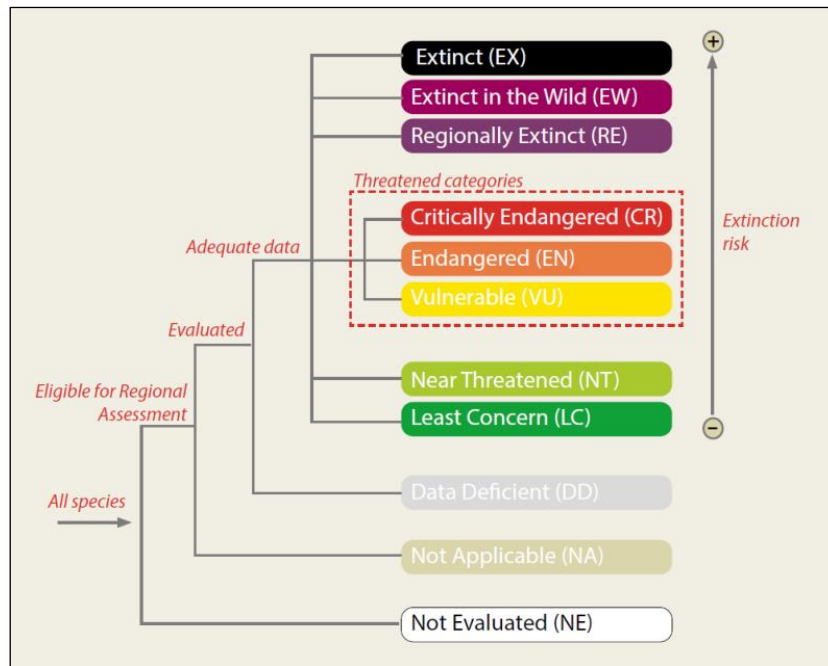 +
Extinct (EX)
Extinct in the Wild (EW)
Regionally Extinct (RE)
Threatened categories
Critically Endangered (CR)
Extinction
risk
Adequate data
Endangered (EN)
Vulnerable (VU)
Evaluated
Near Threatened (NT)
Eligible for Regional
Assessment
Least Concern (LC)
−
All species
Data Deficient (DD)
Not Applicable (NA)
Not Evaluated (NE)